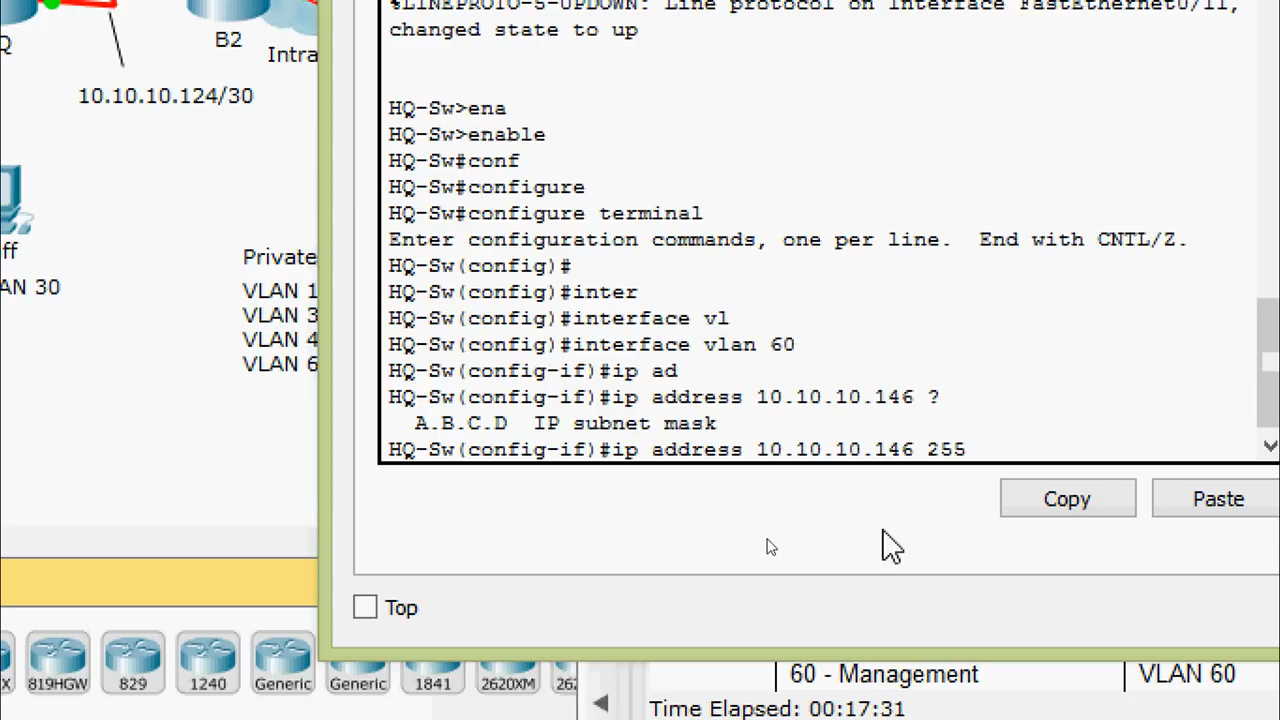 %LINEPROTO-5-UPDOWN: Line protocol on Interface FastEthernet0/11,
changed state to up
HQ-Sw>ena
HQ-Sw>enable
HQ-Sw#conf
HQ-Sw#configure
HQ-Sw#configure terminal
Enter configuration commands, one per line.  End with CNTL/Z.
HQ-Sw(config)#
HQ-Sw(config)#inter
HQ-Sw(config)#interface vl
HQ-Sw(config)#interface vlan 60
HQ-Sw(config-if)#ip ad
HQ-Sw(config-if)#ip address 10.10.10.146 ?
A.B.C.D  IP subnet mask
HQ-Sw(config-if)#ip address 10.10.10.146 255
Copy
Paste
Top
Q
B2
Intra
10.10.10.124/30
ff
AN 30
Private
VLAN 1
VLAN 3
VLAN 4
VLAN 6
X
819HGW
829
1240
Generic
Generic
1841
2620XM
262
60 - Management
VLAN 60
Time Elapsed: 00:17:31